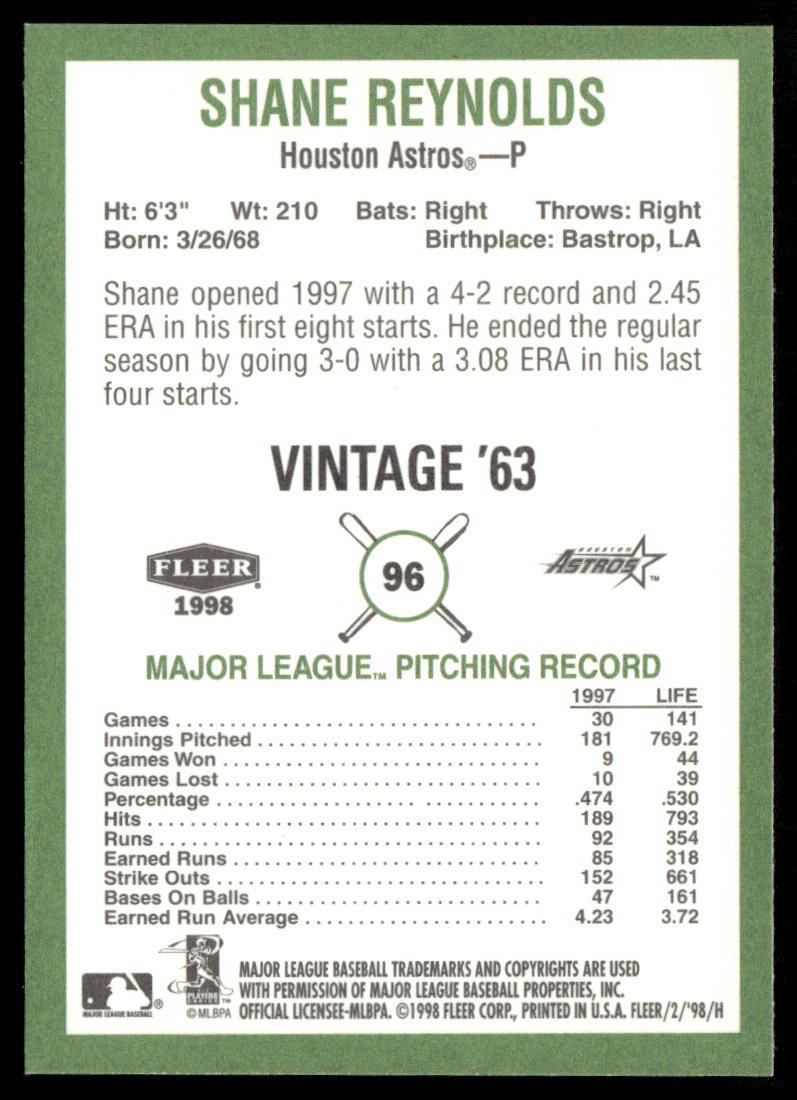 SHANE REYNOLDS
Houston Astros®—P
Ht: 6'3" Wt: 210 Bats: Right Throws: Right
Born: 3/26/68 Birthplace: Bastrop, LA
Shane opened 1997 with a 4-2 record and 2.45
ERA in his first eight starts. He ended the regular
season by going 3-0 with a 3.08 ERA in his last
four starts.
VINTAGE '63
FLEER
1998
96
HOUSTON
ASTROS™
MAJOR LEAGUE™ PITCHING RECORD
1997 LIFE
Games 30 141
Innings Pitched 181 769.2
Games Won 9 44
Games Lost 10 39
Percentage .474 .530
Hits 189 793
Runs 92 354
Earned Runs 85 318
Strike Outs 152 661
Bases On Balls 47 161
Earned Run Average 4.23 3.72
MAJOR LEAGUE BASEBALL®
PLAYERS CHOICE™
©MLBPA
MAJOR LEAGUE BASEBALL TRADEMARKS AND COPYRIGHTS ARE USED
WITH PERMISSION OF MAJOR LEAGUE BASEBALL PROPERTIES, INC.
OFFICIAL LICENSEE-MLBPA. ©1998 FLEER CORP., PRINTED IN U.S.A. FLEER/2/'98/H